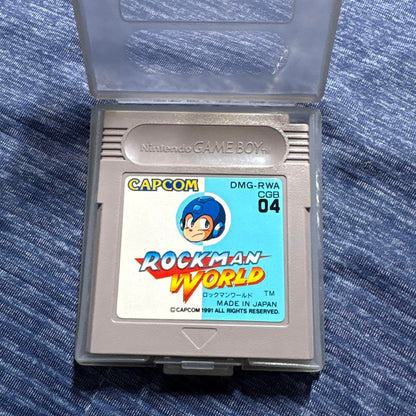 Nintendo GAME BOY
CAPCOM
DMG-RWA
CGB
04
ROCKMAN
WORLD
TM
ロックマンワールド
MADE IN JAPAN
©CAPCOM 1991 ALL RIGHTS RESERVED.